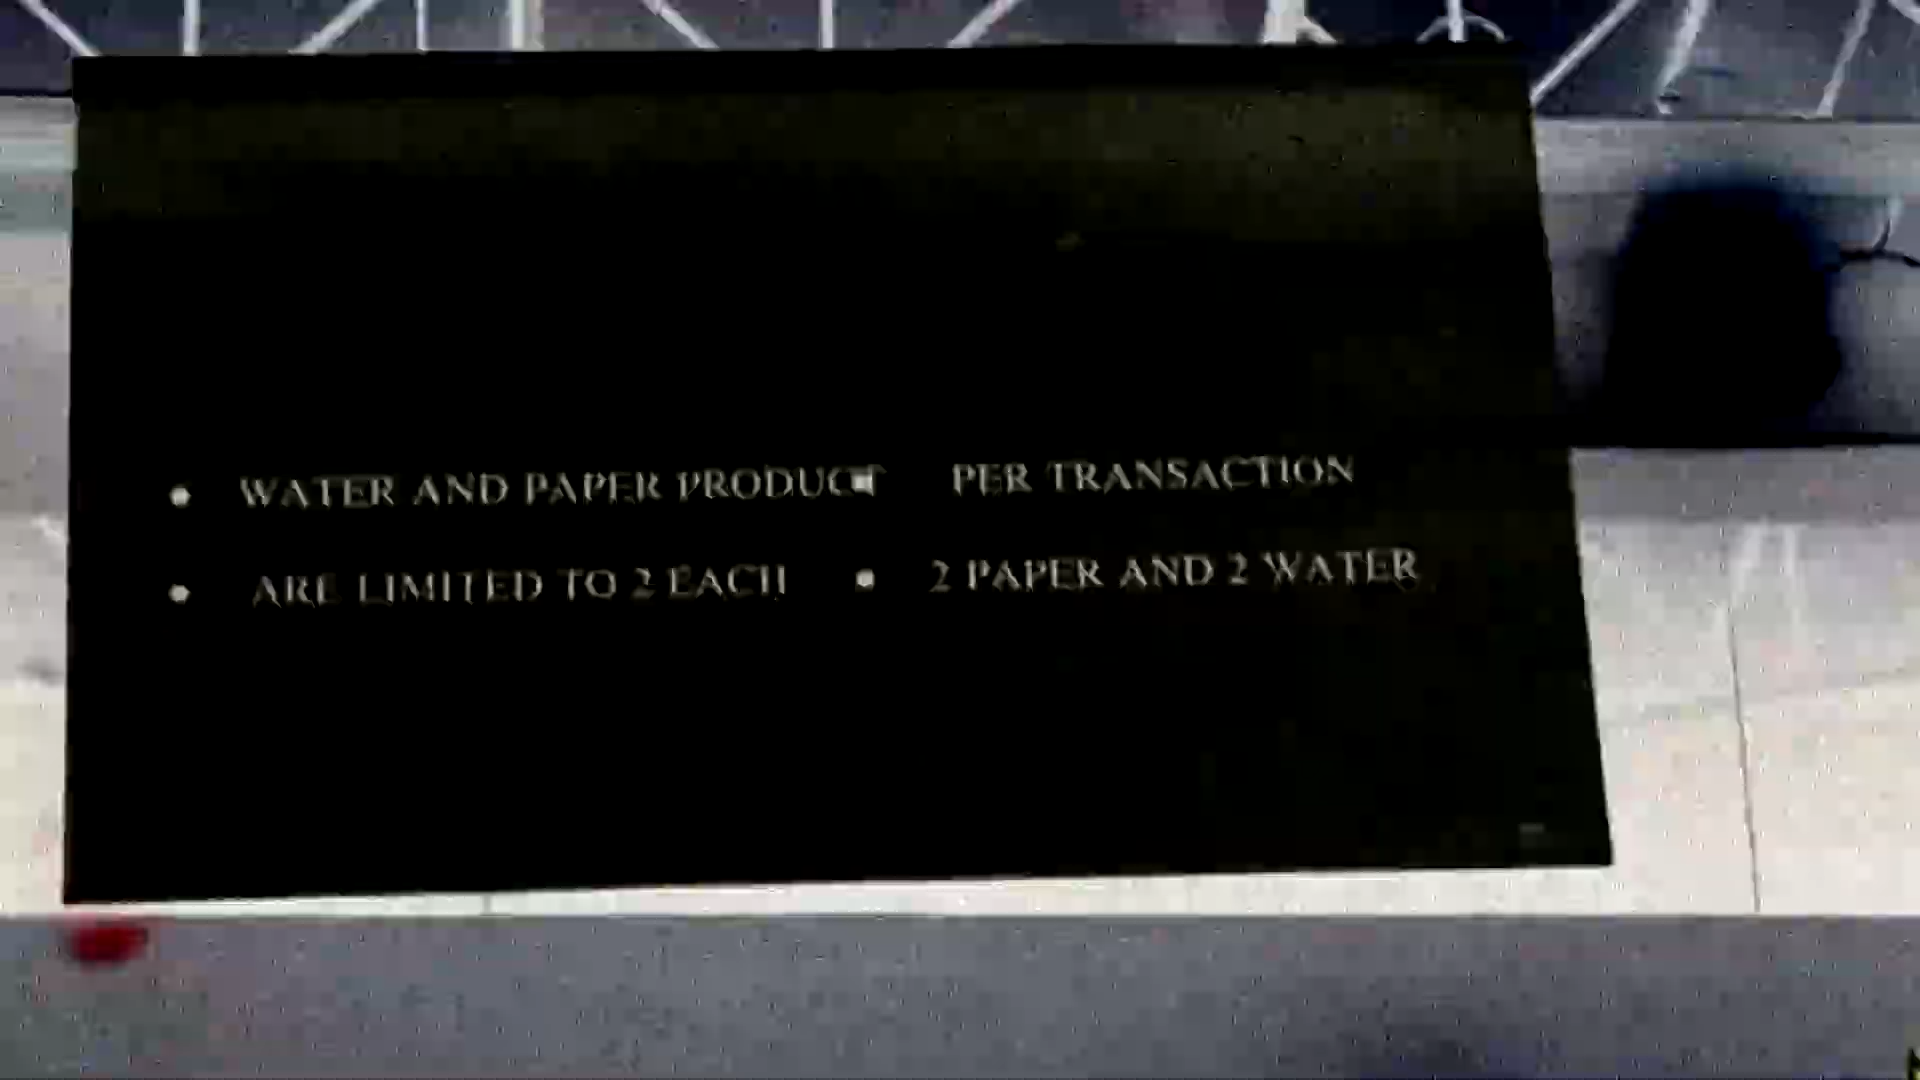 • WATER AND PAPER PRODUCT
• ARE LIMITED TO 2 EACH
• PER TRANSACTION
• 2 PAPER AND 2 WATER